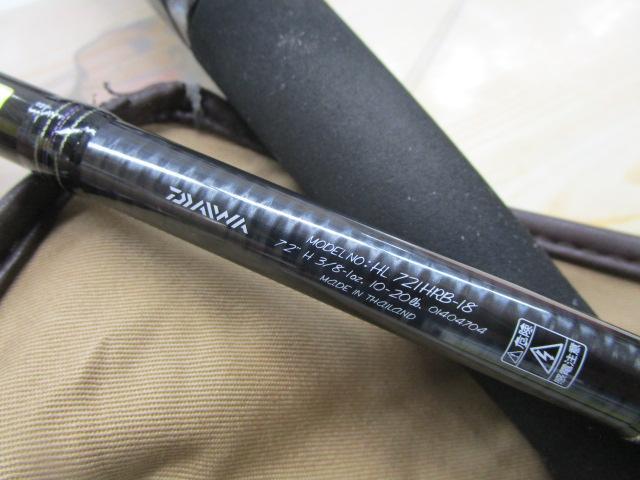 DAIWA
MODEL NO: HL 721HRB-18
7'2" H 3/8-1oz. 10-20lb. 01404704
MADE IN THAILAND
危険
感電注意